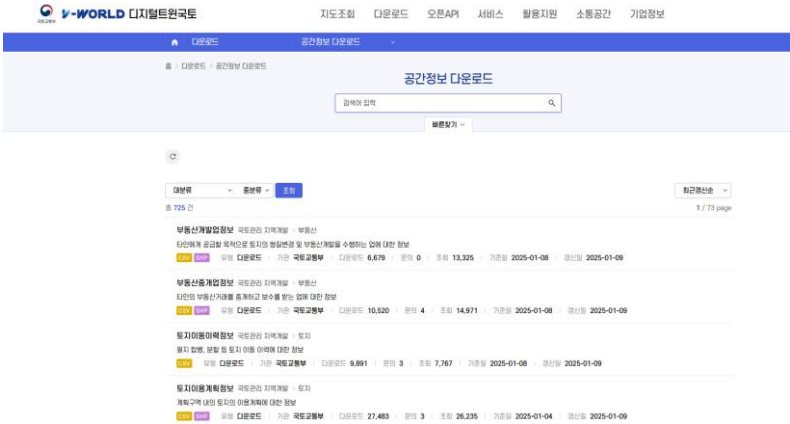 국토교통부 V-WORLD 디지털트윈국토 지도조회 다운로드 오픈API 서비스 활용지원 소통공간 기업정보
다운로드 공간정보 다운로드
홈 > 다운로드 > 공간정보 다운로드
공간정보 다운로드
검색어 입력
빠른찾기
대분류 중분류 조회 최근갱신순
총 725 건 1 / 73 page
부동산개발업정보 국토관리 지역개발 > 부동산
타인에게 공급할 목적으로 토지의 형질변경 및 부동산개발을 수행하는 업에 대한 정보
CSV SHP 유형 다운로드 기관 국토교통부 다운로드 6,679 문의 0 조회 13,325 기준일 2025-01-08 갱신일 2025-01-09
부동산중개업정보 국토관리 지역개발 > 부동산
타인의 부동산거래를 중개하고 보수를 받는 업에 대한 정보
CSV SHP 유형 다운로드 기관 국토교통부 다운로드 10,520 문의 4 조회 14,971 기준일 2025-01-08 갱신일 2025-01-09
토지이동이력정보 국토관리 지역개발 > 토지
필지 합병, 분할 등 토지 이동 이력에 대한 정보
CSV 유형 다운로드 기관 국토교통부 다운로드 9,891 문의 3 조회 7,767 기준일 2025-01-08 갱신일 2025-01-09
토지이용계획정보 국토관리 지역개발 > 토지
계획구역 내의 토지의 이용계획에 대한 정보
CSV SHP 유형 다운로드 기관 국토교통부 다운로드 27,483 문의 3 조회 26,235 기준일 2025-01-04 갱신일 2025-01-09